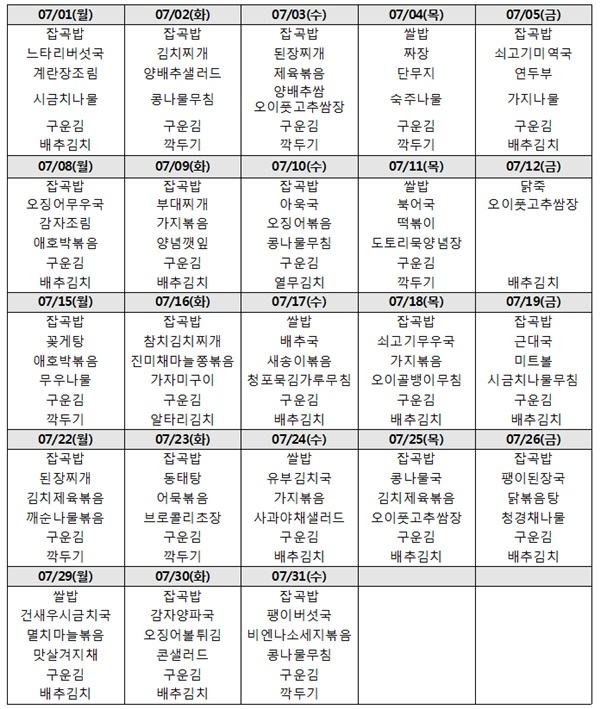 07/01(월) 07/02(화) 07/03(수) 07/04(목) 07/05(금)
잡곡밥 잡곡밥 잡곡밥 쌀밥 잡곡밥
느타리버섯국 김치찌개 된장찌개 짜장 쇠고기미역국
계란장조림 양배추샐러드 제육볶음 단무지 연두부
시금치나물 콩나물무침 양배추쌈 숙주나물 가지나물
오이풋고추쌈장
구운김 구운김 구운김 구운김 구운김
배추김치 깍두기 깍두기 깍두기 배추김치
07/08(월) 07/09(화) 07/10(수) 07/11(목) 07/12(금)
잡곡밥 잡곡밥 잡곡밥 쌀밥 닭죽
오징어무우국 부대찌개 아욱국 북어국 오이풋고추쌈장
감자조림 가지볶음 오징어볶음 떡볶이
애호박볶음 양념깻잎 콩나물무침 도토리묵양념장
구운김 구운김 구운김 구운김
배추김치 배추김치 열무김치 깍두기 배추김치
07/15(월) 07/16(화) 07/17(수) 07/18(목) 07/19(금)
잡곡밥 잡곡밥 쌀밥 잡곡밥 잡곡밥
꽃게탕 참치김치찌개 배추국 쇠고기무우국 근대국
애호박볶음 진미채마늘쫑볶음 새송이볶음 가지볶음 미트볼
무우나물 가자미구이 청포묵김가루무침 오이골뱅이무침 시금치나물무침
구운김 구운김 구운김 구운김 구운김
깍두기 알타리김치 배추김치 배추김치 배추김치
07/22(월) 07/23(화) 07/24(수) 07/25(목) 07/26(금)
잡곡밥 잡곡밥 쌀밥 잡곡밥 잡곡밥
된장찌개 동태탕 유부김치국 콩나물국 팽이된장국
김치제육볶음 어묵볶음 가지볶음 김치제육볶음 닭볶음탕
깨순나물볶음 브로콜리초장 사과야채샐러드 오이풋고추쌈장 청경채나물
구운김 구운김 구운김 구운김 구운김
깍두기 깍두기 배추김치 배추김치 배추김치
07/29(월) 07/30(화) 07/31(수)
쌀밥 잡곡밥 잡곡밥
건새우시금치국 감자양파국 팽이버섯국
멸치마늘볶음 오징어볼튀김 비엔나소세지볶음
맛살겨자채 콘샐러드 콩나물무침
구운김 구운김 구운김
배추김치 배추김치 깍두기